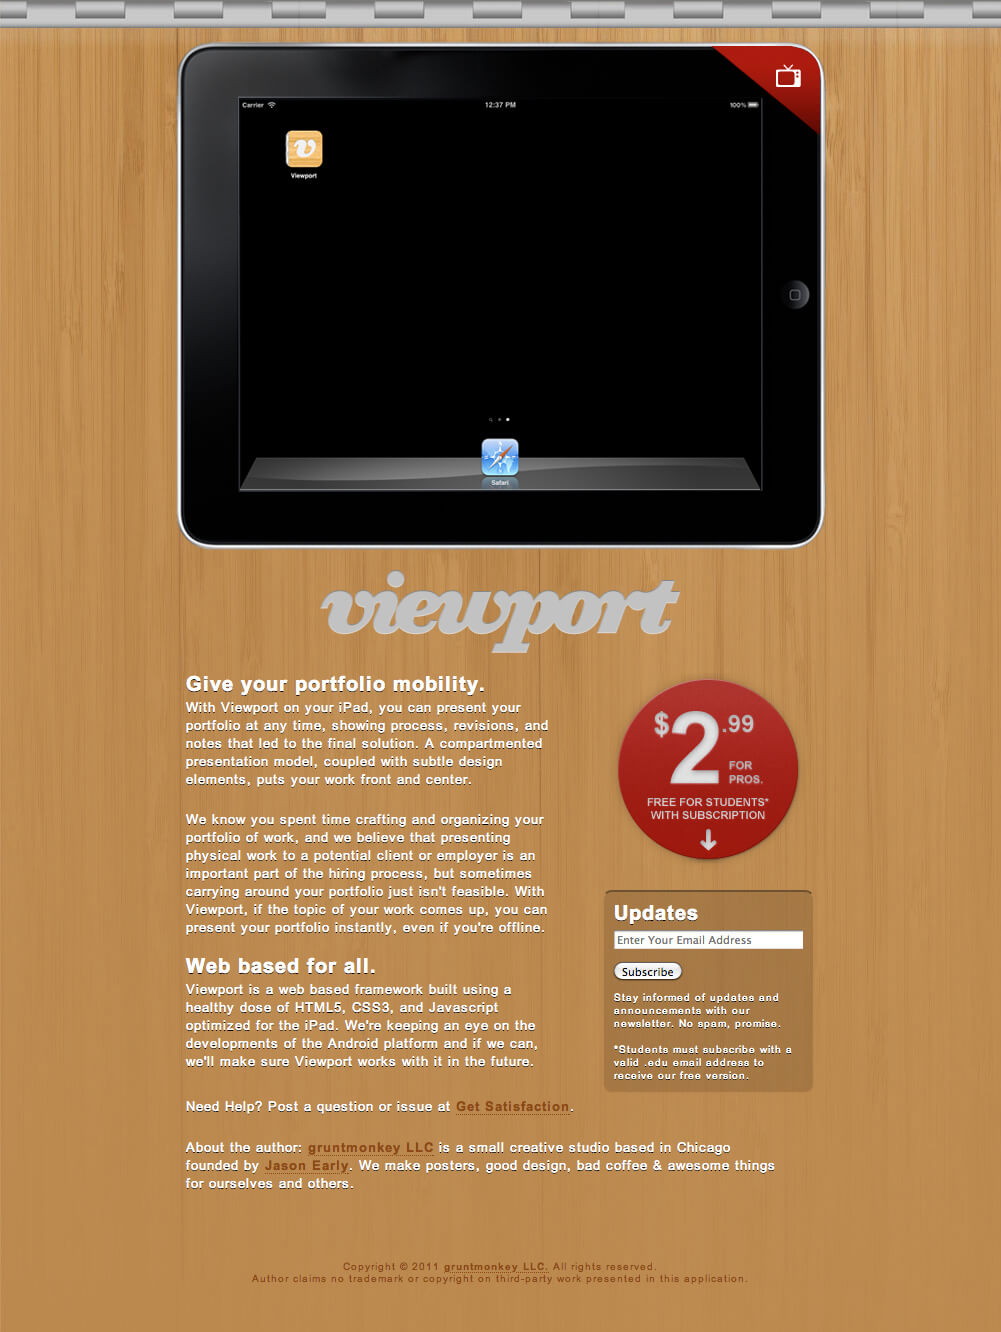 Carrier 12:37 PM 100%
Viewport
Safari
viewport
Give your portfolio mobility.
With Viewport on your iPad, you can present your
portfolio at any time, showing process, revisions, and
notes that led to the final solution. A compartmented
presentation model, coupled with subtle design
elements, puts your work front and center.
We know you spent time crafting and organizing your
portfolio of work, and we believe that presenting
physical work to a potential client or employer is an
important part of the hiring process, but sometimes
carrying around your portfolio just isn't feasible. With
Viewport, if the topic of your work comes up, you can
present your portfolio instantly, even if you're offline.
Web based for all.
Viewport is a web based framework built using a
healthy dose of HTML5, CSS3, and Javascript
optimized for the iPad. We're keeping an eye on the
developments of the Android platform and if we can,
we'll make sure Viewport works with it in the future.
$2.99
FOR
PROS.
FREE FOR STUDENTS*
WITH SUBSCRIPTION
Updates
Enter Your Email Address
Subscribe
Stay informed of updates and
announcements with our
newsletter. No spam, promise.
*Students must subscribe with a
valid .edu email address to
receive our free version.
Need Help? Post a question or issue at Get Satisfaction.
About the author: gruntmonkey LLC is a small creative studio based in Chicago
founded by Jason Early. We make posters, good design, bad coffee & awesome things
for ourselves and others.
Copyright © 2011 gruntmonkey LLC. All rights reserved.
Author claims no trademark or copyright on third-party work presented in this application.